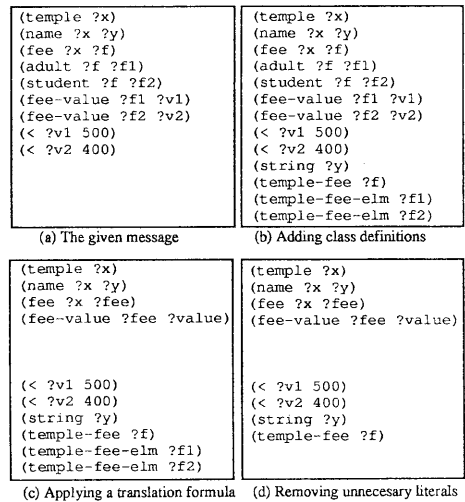 (temple ?x)
(name ?x ?y)
(fee ?x ?f)
(adult ?f ?f1)
(student ?f ?f2)
(fee-value ?f1 ?v1)
(fee-value ?f2 ?v2)
(< ?v1 500)
(< ?v2 400)
(a) The given message
(temple ?x)
(name ?x ?y)
(fee ?x ?f)
(adult ?f ?f1)
(student ?f ?f2)
(fee-value ?f1 ?v1)
(fee-value ?f2 ?v2)
(< ?v1 500)
(< ?v2 400)
(string ?y)
(temple-fee ?f)
(temple-fee-elm ?f1)
(temple-fee-elm ?f2)
(b) Adding class definitions
(temple ?x)
(name ?x ?y)
(fee ?x ?fee)
(fee-value ?fee ?value)
(< ?v1 500)
(< ?v2 400)
(string ?y)
(temple-fee ?f)
(temple-fee-elm ?f1)
(temple-fee-elm ?f2)
(c) Applying a translation formula
(temple ?x)
(name ?x ?y)
(fee ?x ?fee)
(fee-value ?fee ?value)
(< ?v1 500)
(< ?v2 400)
(string ?y)
(temple-fee ?f)
(d) Removing unnecesary literals